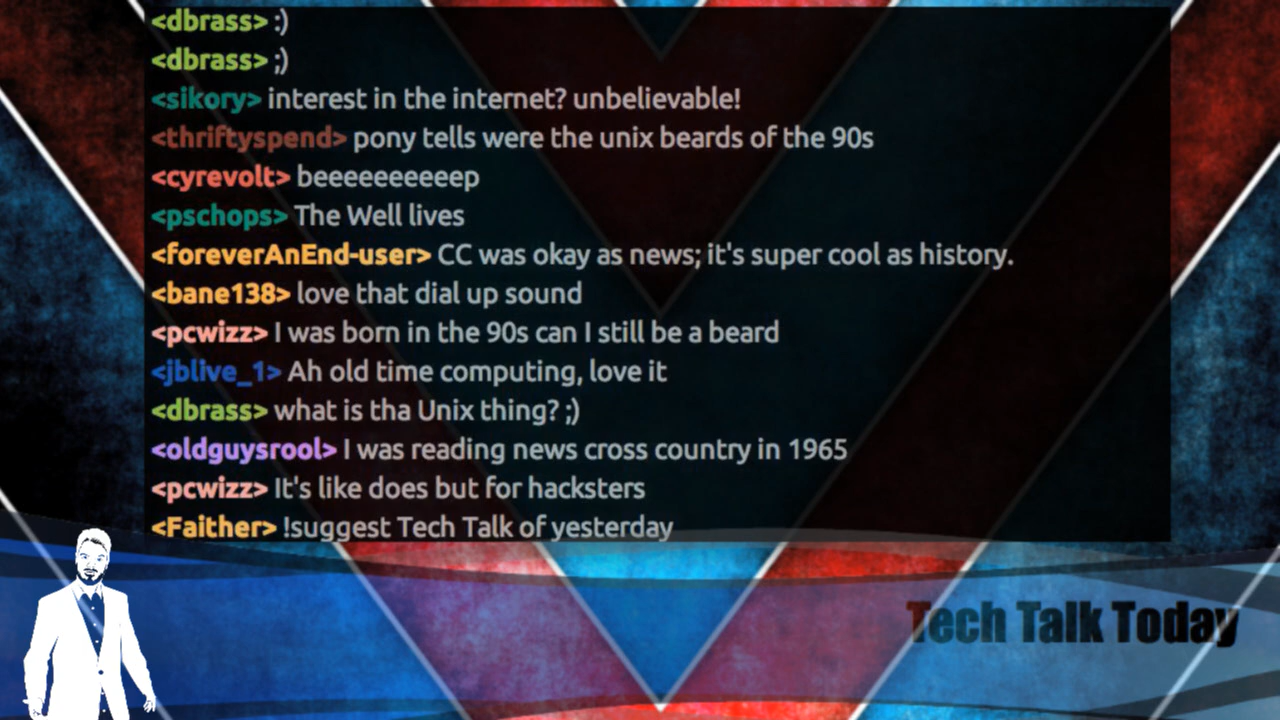 <dbrass> :)
<dbrass> ;)
<sikory> interest in the internet? unbelievable!
<thriftyspend> pony tells were the unix beards of the 90s
<cyrevolt> beeeeeeeeeep
<pschops> The Well lives
<foreverAnEnd-user> CC was okay as news; it's super cool as history.
<bane138> love that dial up sound
<pcwizz> I was born in the 90s can I still be a beard
<jblive_1> Ah old time computing, love it
<dbrass> what is tha Unix thing? ;)
<oldguysrool> I was reading news cross country in 1965
<pcwizz> It's like does but for hacksters
<Faither> !suggest Tech Talk of yesterday
Tech Talk Today